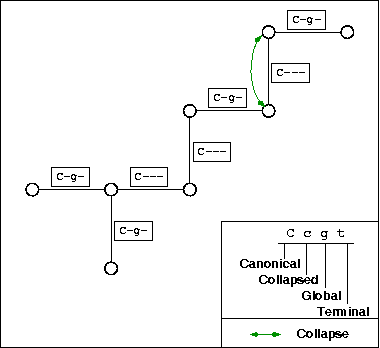 C-g-
C---
C-g-
C---
C-g-
C---
C-g-
C c g t
Canonical
Collapsed
Global
Terminal
Collapse